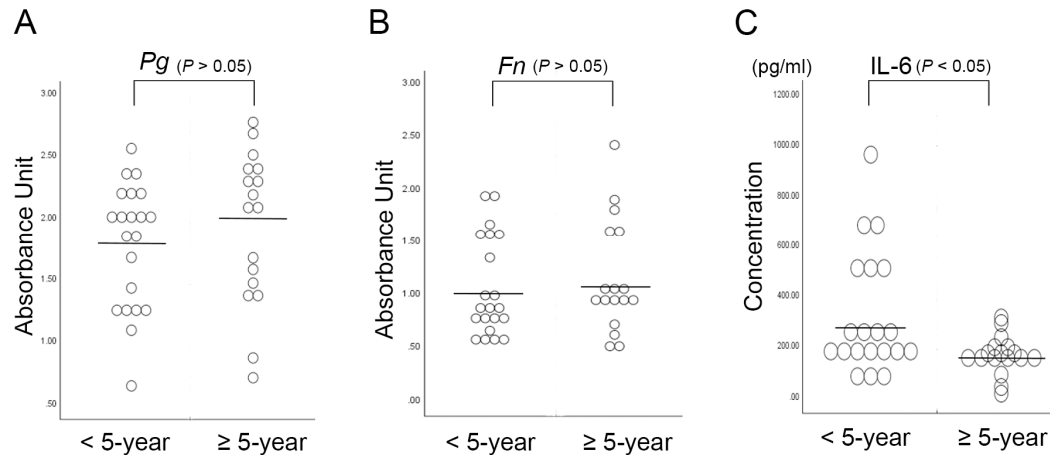 A
Pg (P > 0.05)
Absorbance Unit
3.00
2.50
2.00
1.50
1.00
.50
< 5-year
≥ 5-year
B
Fn (P > 0.05)
Absorbance Unit
3.00
2.50
2.00
1.50
1.00
.50
.00
< 5-year
≥ 5-year
C
(pg/ml)
IL-6 (P < 0.05)
Concentration
1200.00
1000.00
800.00
600.00
400.00
200.00
.00
< 5-year
≥ 5-year